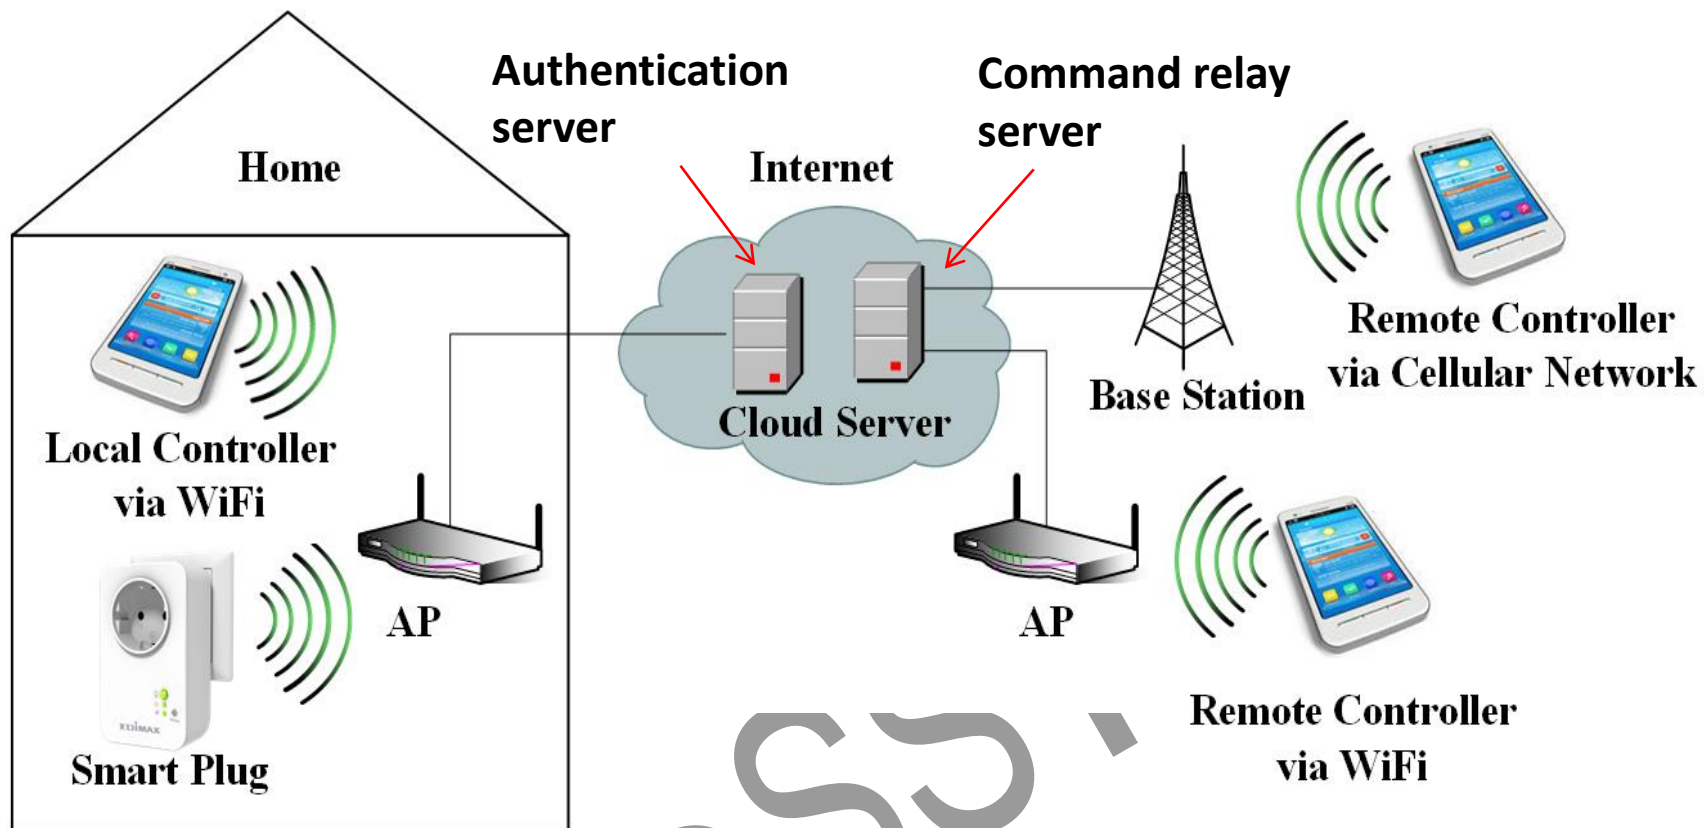 Authentication
server
Command relay
server
Home
Internet
Local Controller
via WiFi
Cloud Server
Base Station
Remote Controller
via Cellular Network
AP
AP
Smart Plug
Remote Controller
via WiFi